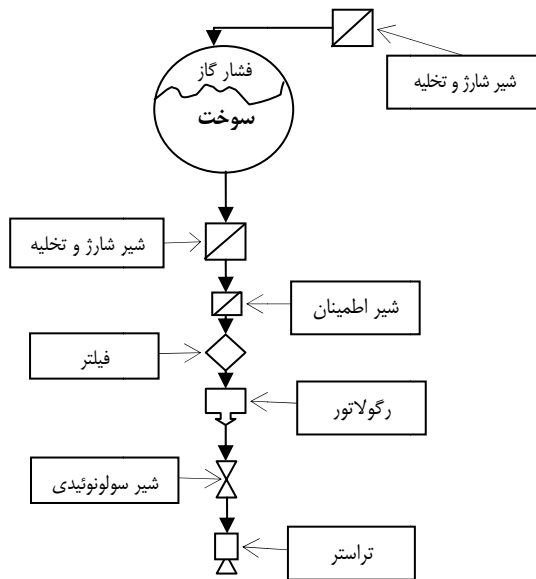 شیر شارژ و تخلیه
فشار گاز
سوخت
شیر شارژ و تخلیه
شیر اطمینان
فیلتر
رگولاتور
شیر سولونوئیدی
تراستر